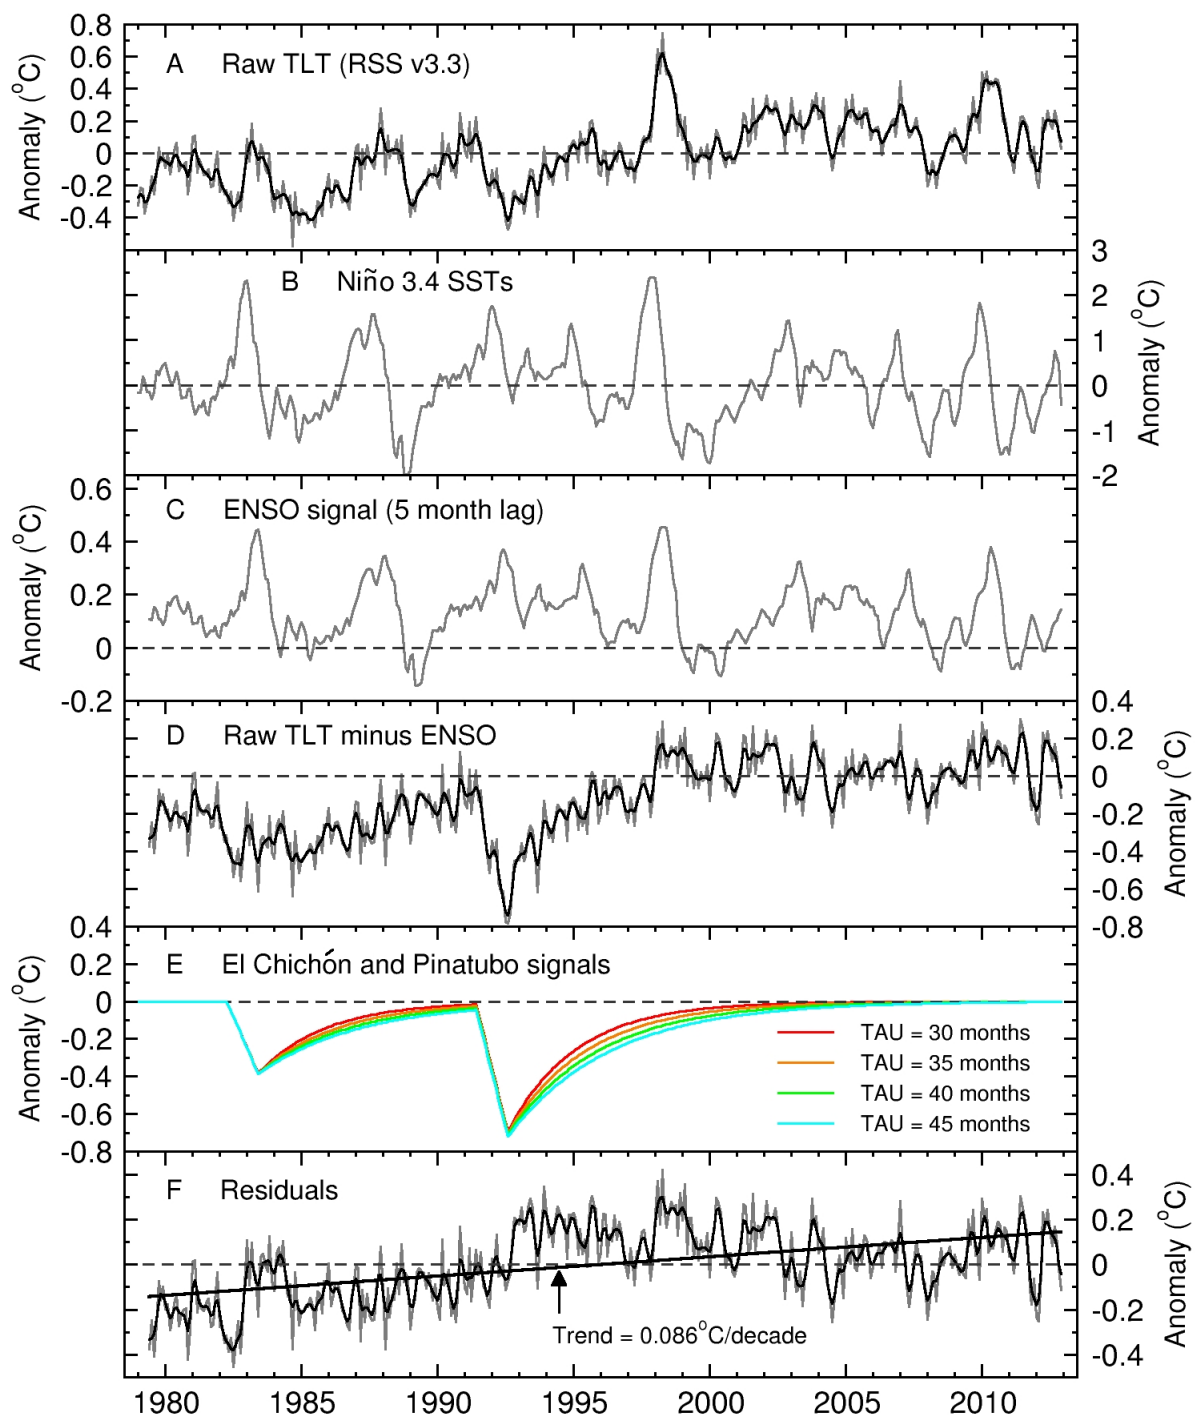 0.8
0.6
0.4
0.2
0
-0.2
-0.4
Anomaly (°C)
A Raw TLT (RSS v3.3)
B Niño 3.4 SSTs
3
2
1
0
-1
-2
Anomaly (°C)
0.6
0.4
0.2
0
-0.2
Anomaly (°C)
C ENSO signal (5 month lag)
D Raw TLT minus ENSO
0.4
0.2
0
-0.2
-0.4
-0.6
-0.8
Anomaly (°C)
0.4
0.2
0
-0.2
-0.4
-0.6
-0.8
Anomaly (°C)
E El Chichón and Pinatubo signals
TAU = 30 months
TAU = 35 months
TAU = 40 months
TAU = 45 months
F Residuals
0.4
0.2
0
-0.2
-0.4
Anomaly (°C)
Trend = 0.086°C/decade
1980 1985 1990 1995 2000 2005 2010